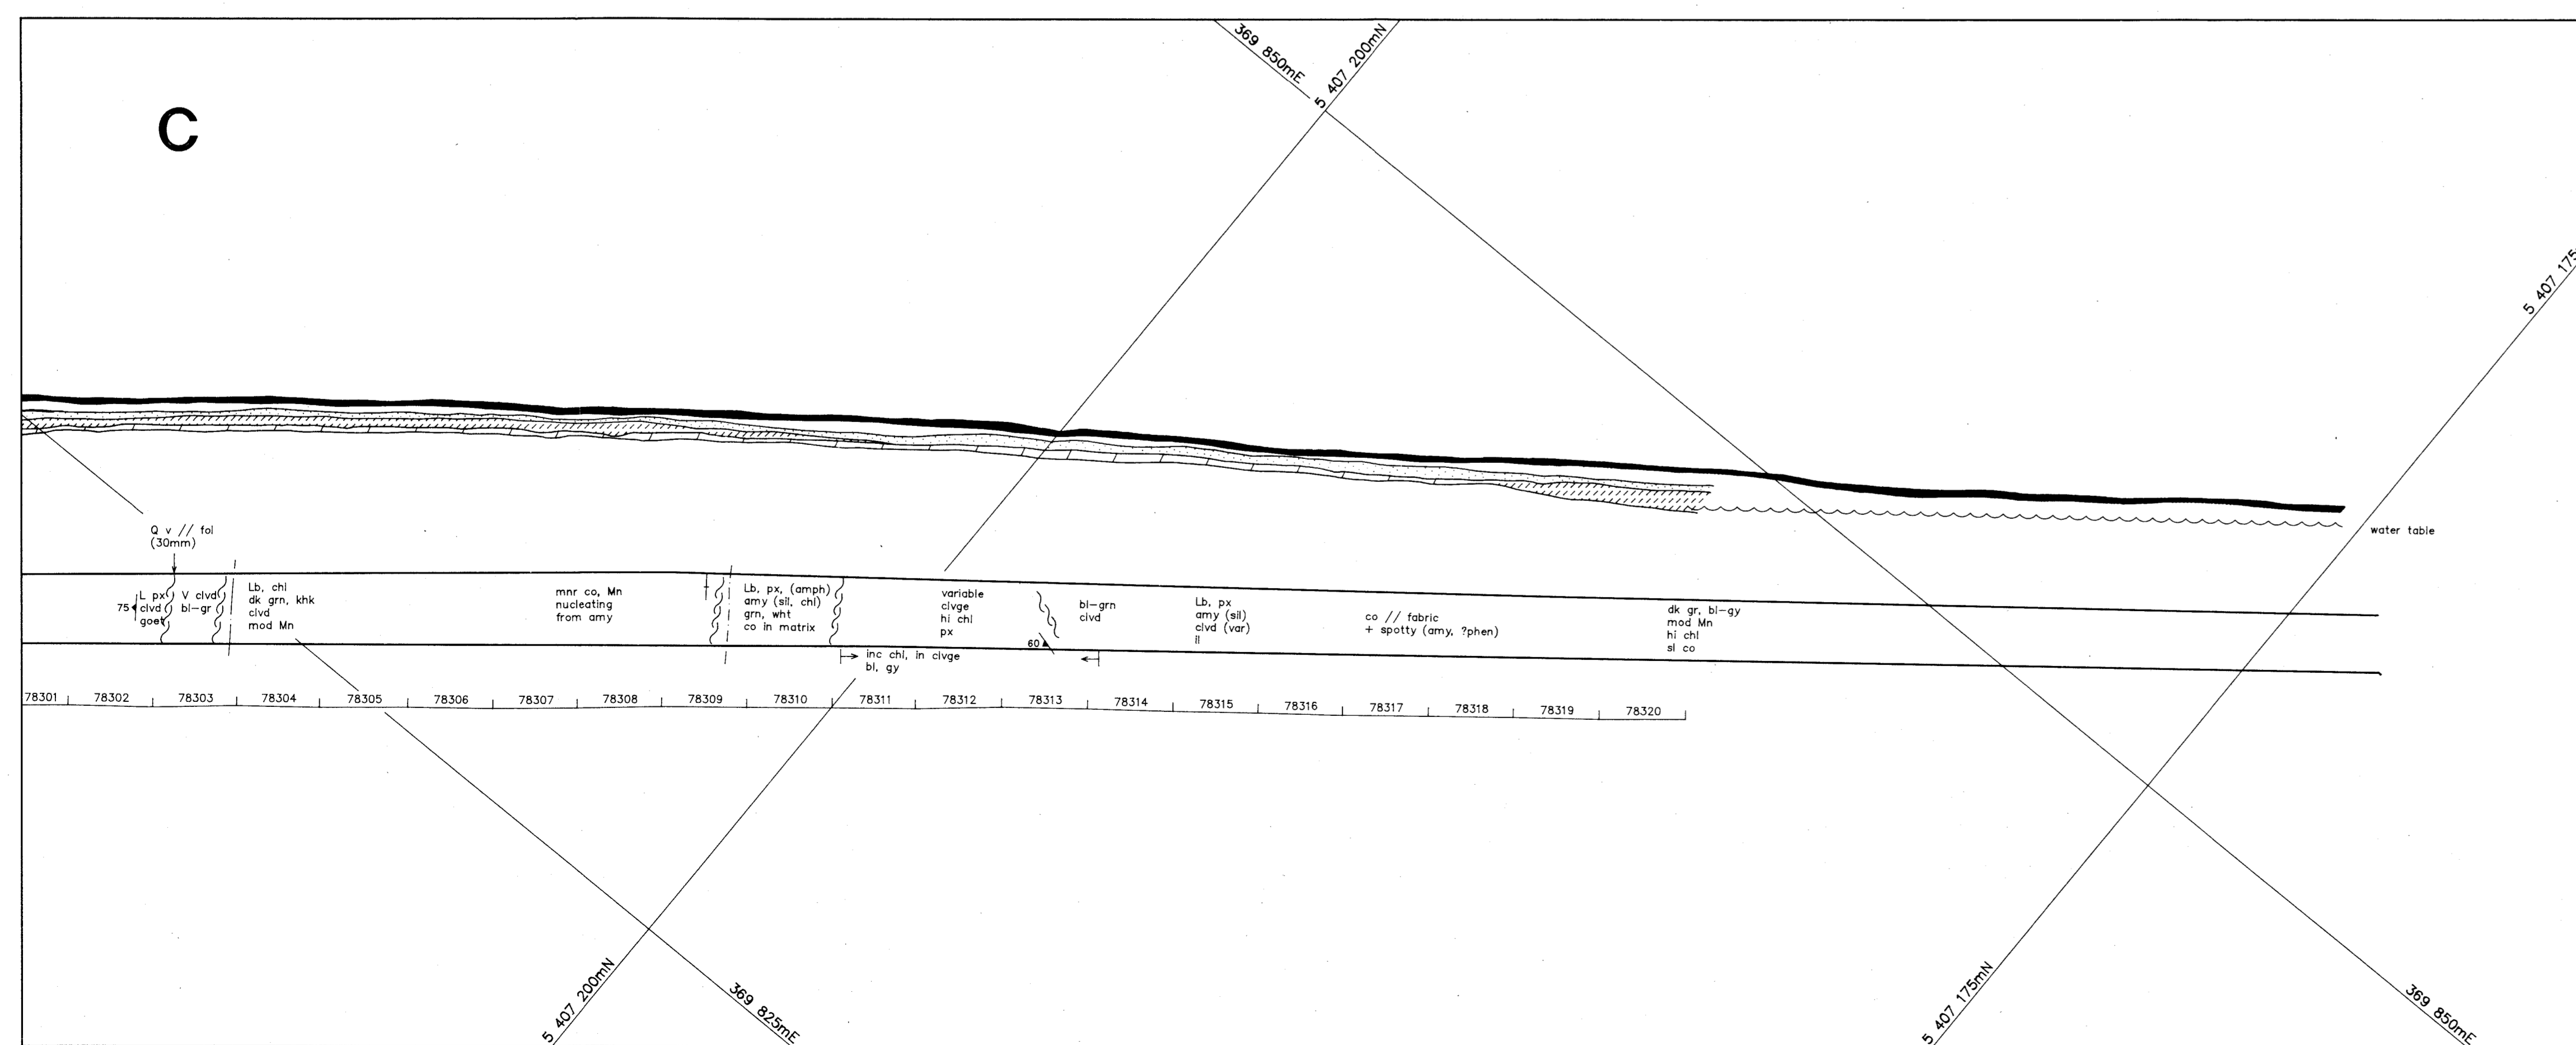 369 850mE
5 407 200mN
C
5 407 175
water table
Q v // fol
(30mm)
75
L px
clvd
goet
V clvd
bl-gr
Lb, chl
dk grn, khk
clvd
mod Mn
mnr co, Mn
nucleating
from amy
Lb, px, (amph)
amy (sil, chl)
grn, wht
co in matrix
variable
clvge
hi chl
px
60
inc chl, in clvge
bl, gy
bl-grn
clvd
Lb, px
amy (sil)
clvd (var)
il
co // fabric
+ spotty (amy, ?phen)
dk gr, bl-gy
mod Mn
hi chl
sl co
78301 78302 78303 78304 78305 78306 78307 78308 78309 78310 78311 78312 78313 78314 78315 78316 78317 78318 78319 78320
5 407 200mN
369 825mE
5 407 175mN
369 850mE